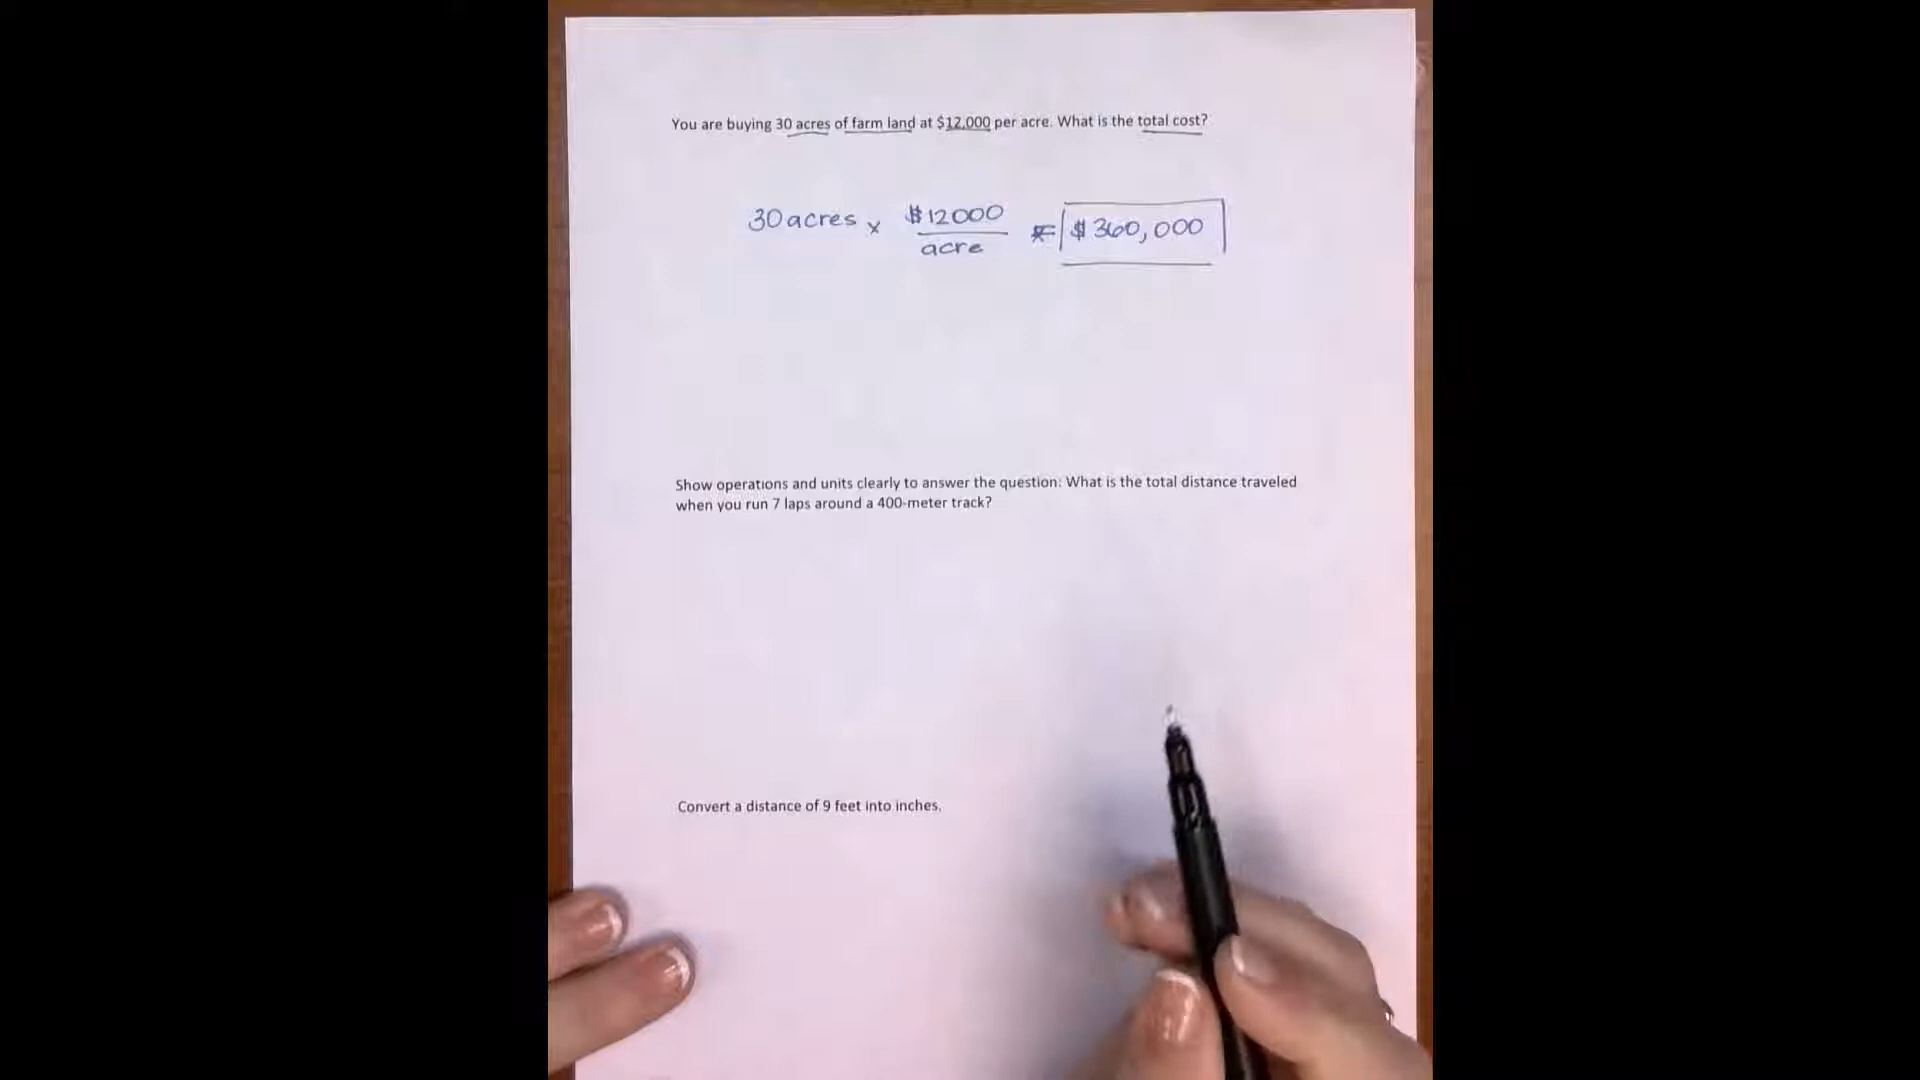 You are buying 30 acres of farm land at $12,000 per acre. What is the total cost?
30 acres x $12000 / acre = $360,000
Show operations and units clearly to answer the question: What is the total distance traveled
when you run 7 laps around a 400-meter track?
Convert a distance of 9 feet into inches.